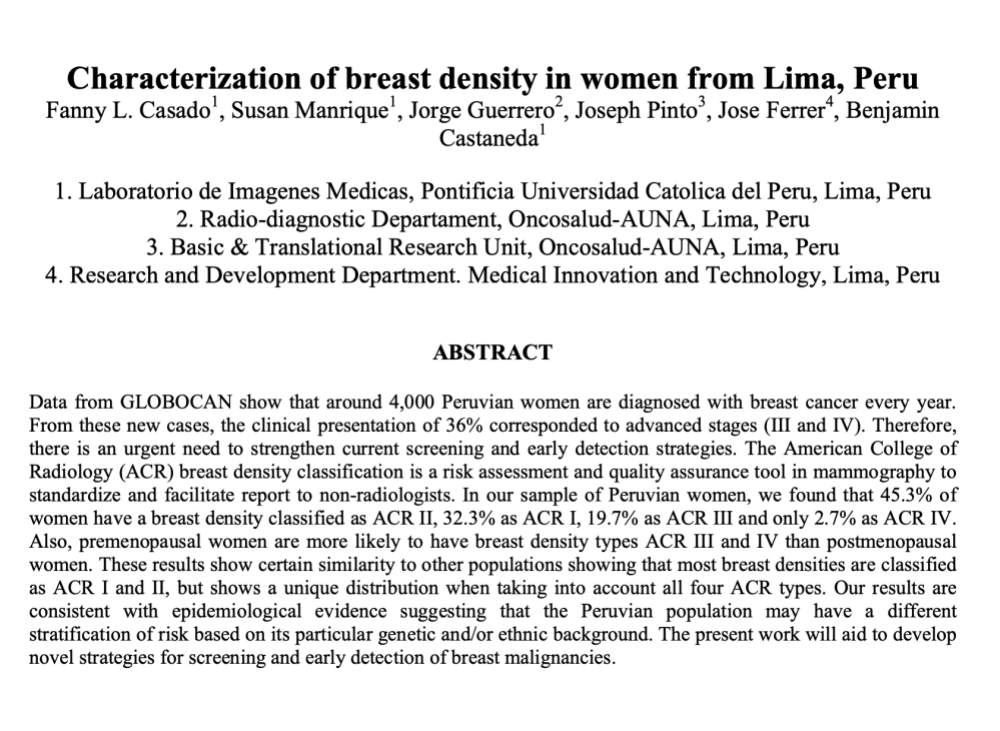 Characterization of breast density in women from Lima, Peru
Fanny L. Casado1, Susan Manrique1, Jorge Guerrero2, Joseph Pinto3, Jose Ferrer4, Benjamin
Castaneda1
1. Laboratorio de Imagenes Medicas, Pontificia Universidad Catolica del Peru, Lima, Peru
2. Radio-diagnostic Departament, Oncosalud-AUNA, Lima, Peru
3. Basic & Translational Research Unit, Oncosalud-AUNA, Lima, Peru
4. Research and Development Department. Medical Innovation and Technology, Lima, Peru
ABSTRACT
Data from GLOBOCAN show that around 4,000 Peruvian women are diagnosed with breast cancer every year.
From these new cases, the clinical presentation of 36% corresponded to advanced stages (III and IV). Therefore,
there is an urgent need to strengthen current screening and early detection strategies. The American College of
Radiology (ACR) breast density classification is a risk assessment and quality assurance tool in mammography to
standardize and facilitate report to non-radiologists. In our sample of Peruvian women, we found that 45.3% of
women have a breast density classified as ACR II, 32.3% as ACR I, 19.7% as ACR III and only 2.7% as ACR IV.
Also, premenopausal women are more likely to have breast density types ACR III and IV than postmenopausal
women. These results show certain similarity to other populations showing that most breast densities are classified
as ACR I and II, but shows a unique distribution when taking into account all four ACR types. Our results are
consistent with epidemiological evidence suggesting that the Peruvian population may have a different
stratification of risk based on its particular genetic and/or ethnic background. The present work will aid to develop
novel strategies for screening and early detection of breast malignancies.